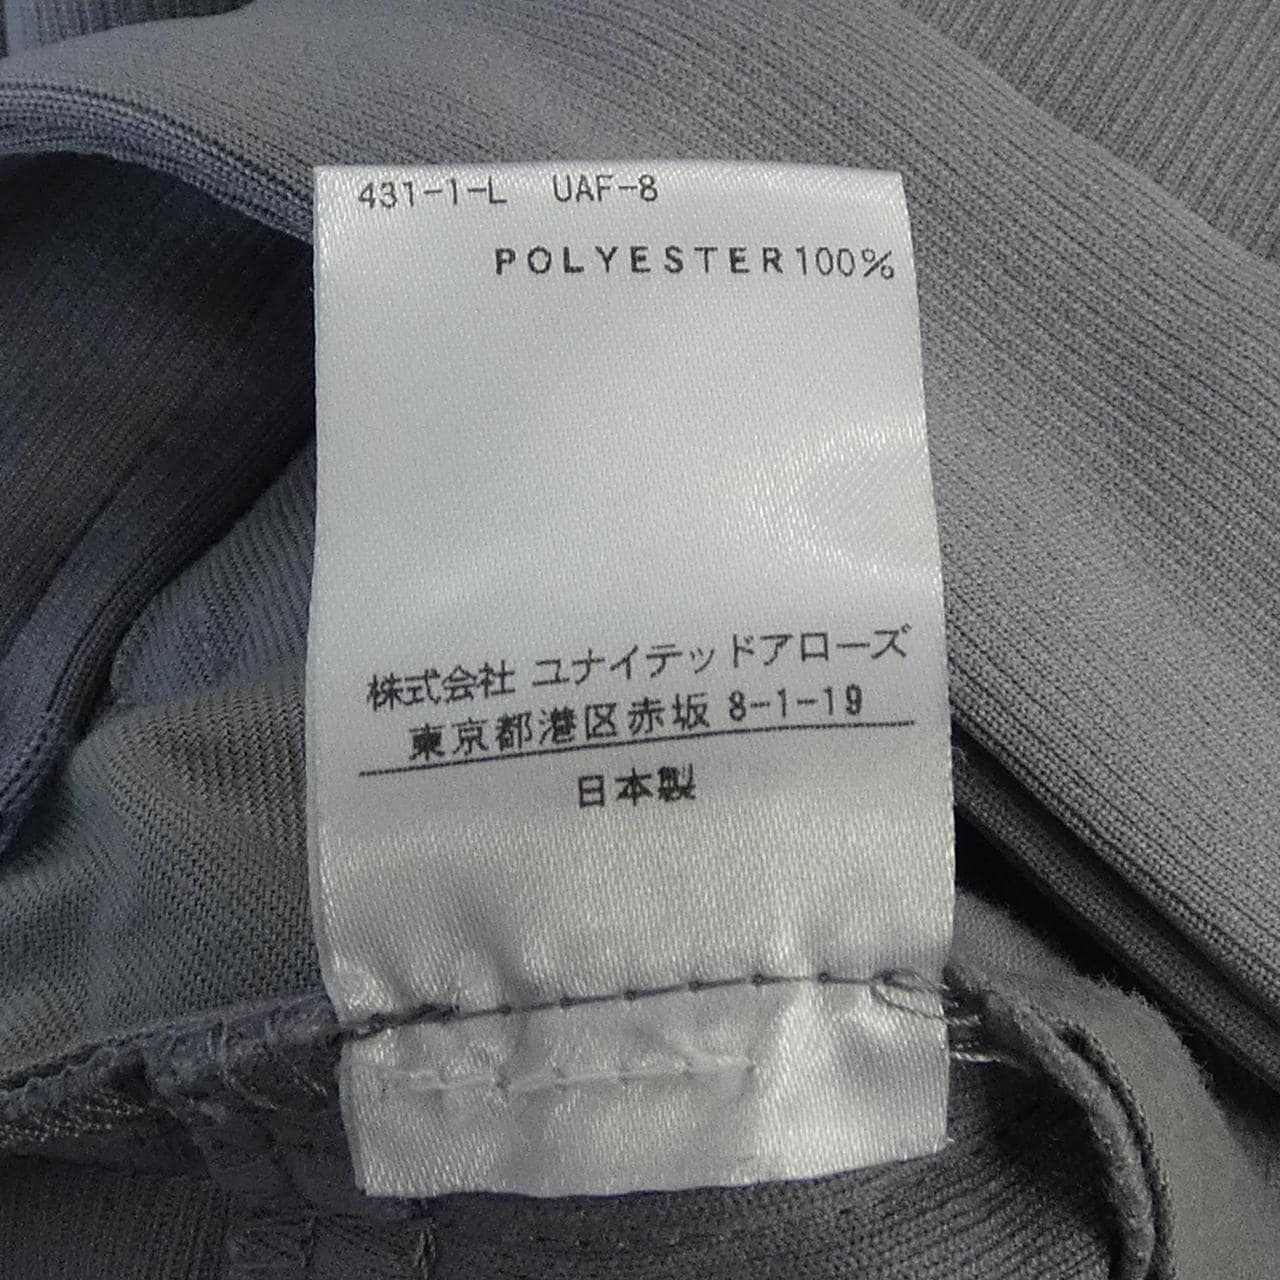 431-1-L UAF-8
POLYESTER100%
株式会社 ユナイテッドアローズ
東京都港区赤坂 8-1-19
日本製